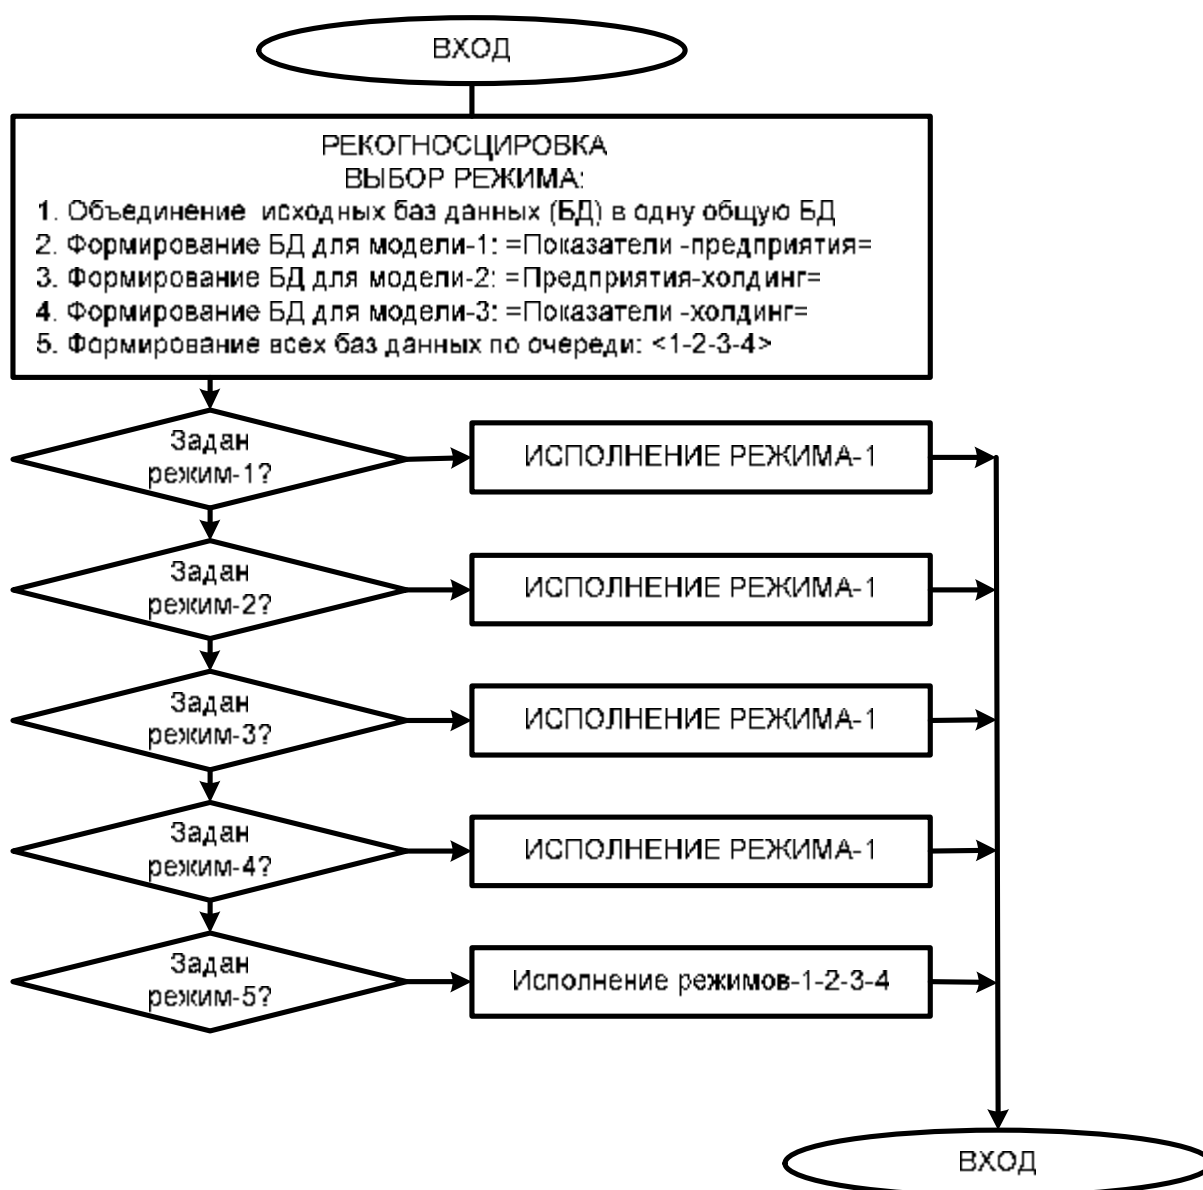 ВХОД
РЕКОГНОСЦИРОВКА
ВЫБОР РЕЖИМА:
1. Объединение исходных баз данных (БД) в одну общую БД
2. Формирование БД для модели-1: =Показатели -предприятия=
3. Формирование БД для модели-2: =Предприятия-холдинг=
4. Формирование БД для модели-3: =Показатели -холдинг=
5. Формирование всех баз данных по очереди: <1-2-3-4>
Задан
режим-1?
ИСПОЛНЕНИЕ РЕЖИМА-1
Задан
режим-2?
ИСПОЛНЕНИЕ РЕЖИМА-1
Задан
режим-3?
ИСПОЛНЕНИЕ РЕЖИМА-1
Задан
режим-4?
ИСПОЛНЕНИЕ РЕЖИМА-1
Задан
режим-5?
Исполнение режимов-1-2-3-4
ВХОД